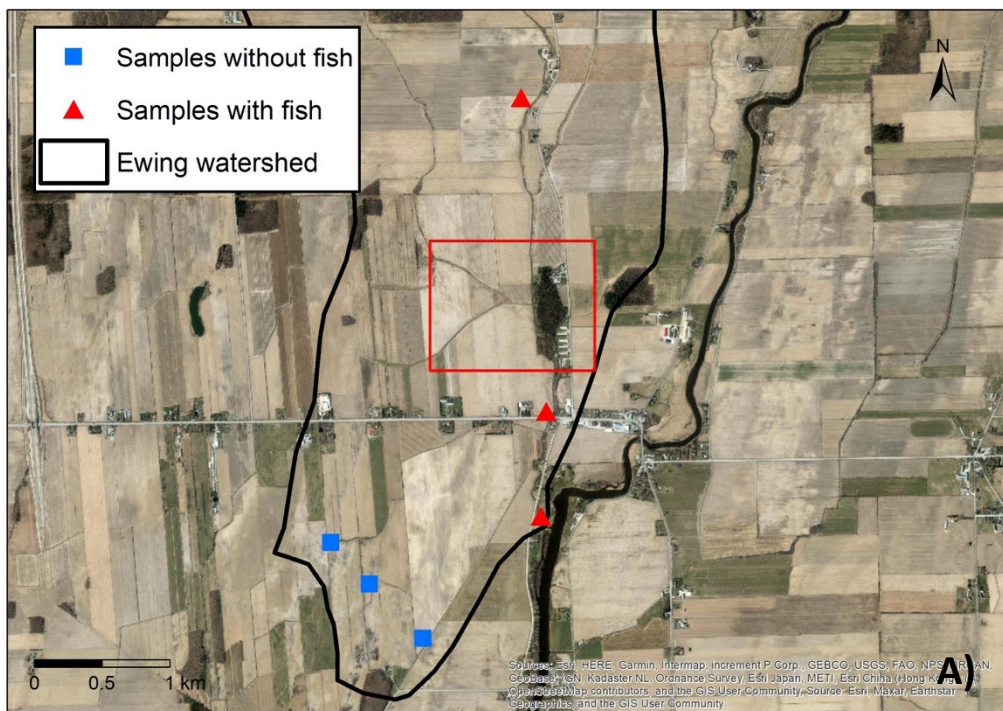 Samples without fish
Samples with fish
Ewing watershed
N
0 0.5 1 km
A)
Sources: Esri, HERE, Garmin, Intermap, increment P Corp., GEBCO, USGS, FAO, NPS,
GeoBase, IGN, Kadaster NL, Ordnance Survey, Esri Japan, METI, Esri China (Hong
OpenStreetMap contributors, and the GIS User Community, Source: Esri, Maxar, Earthstar
Geographics, and the GIS User Community